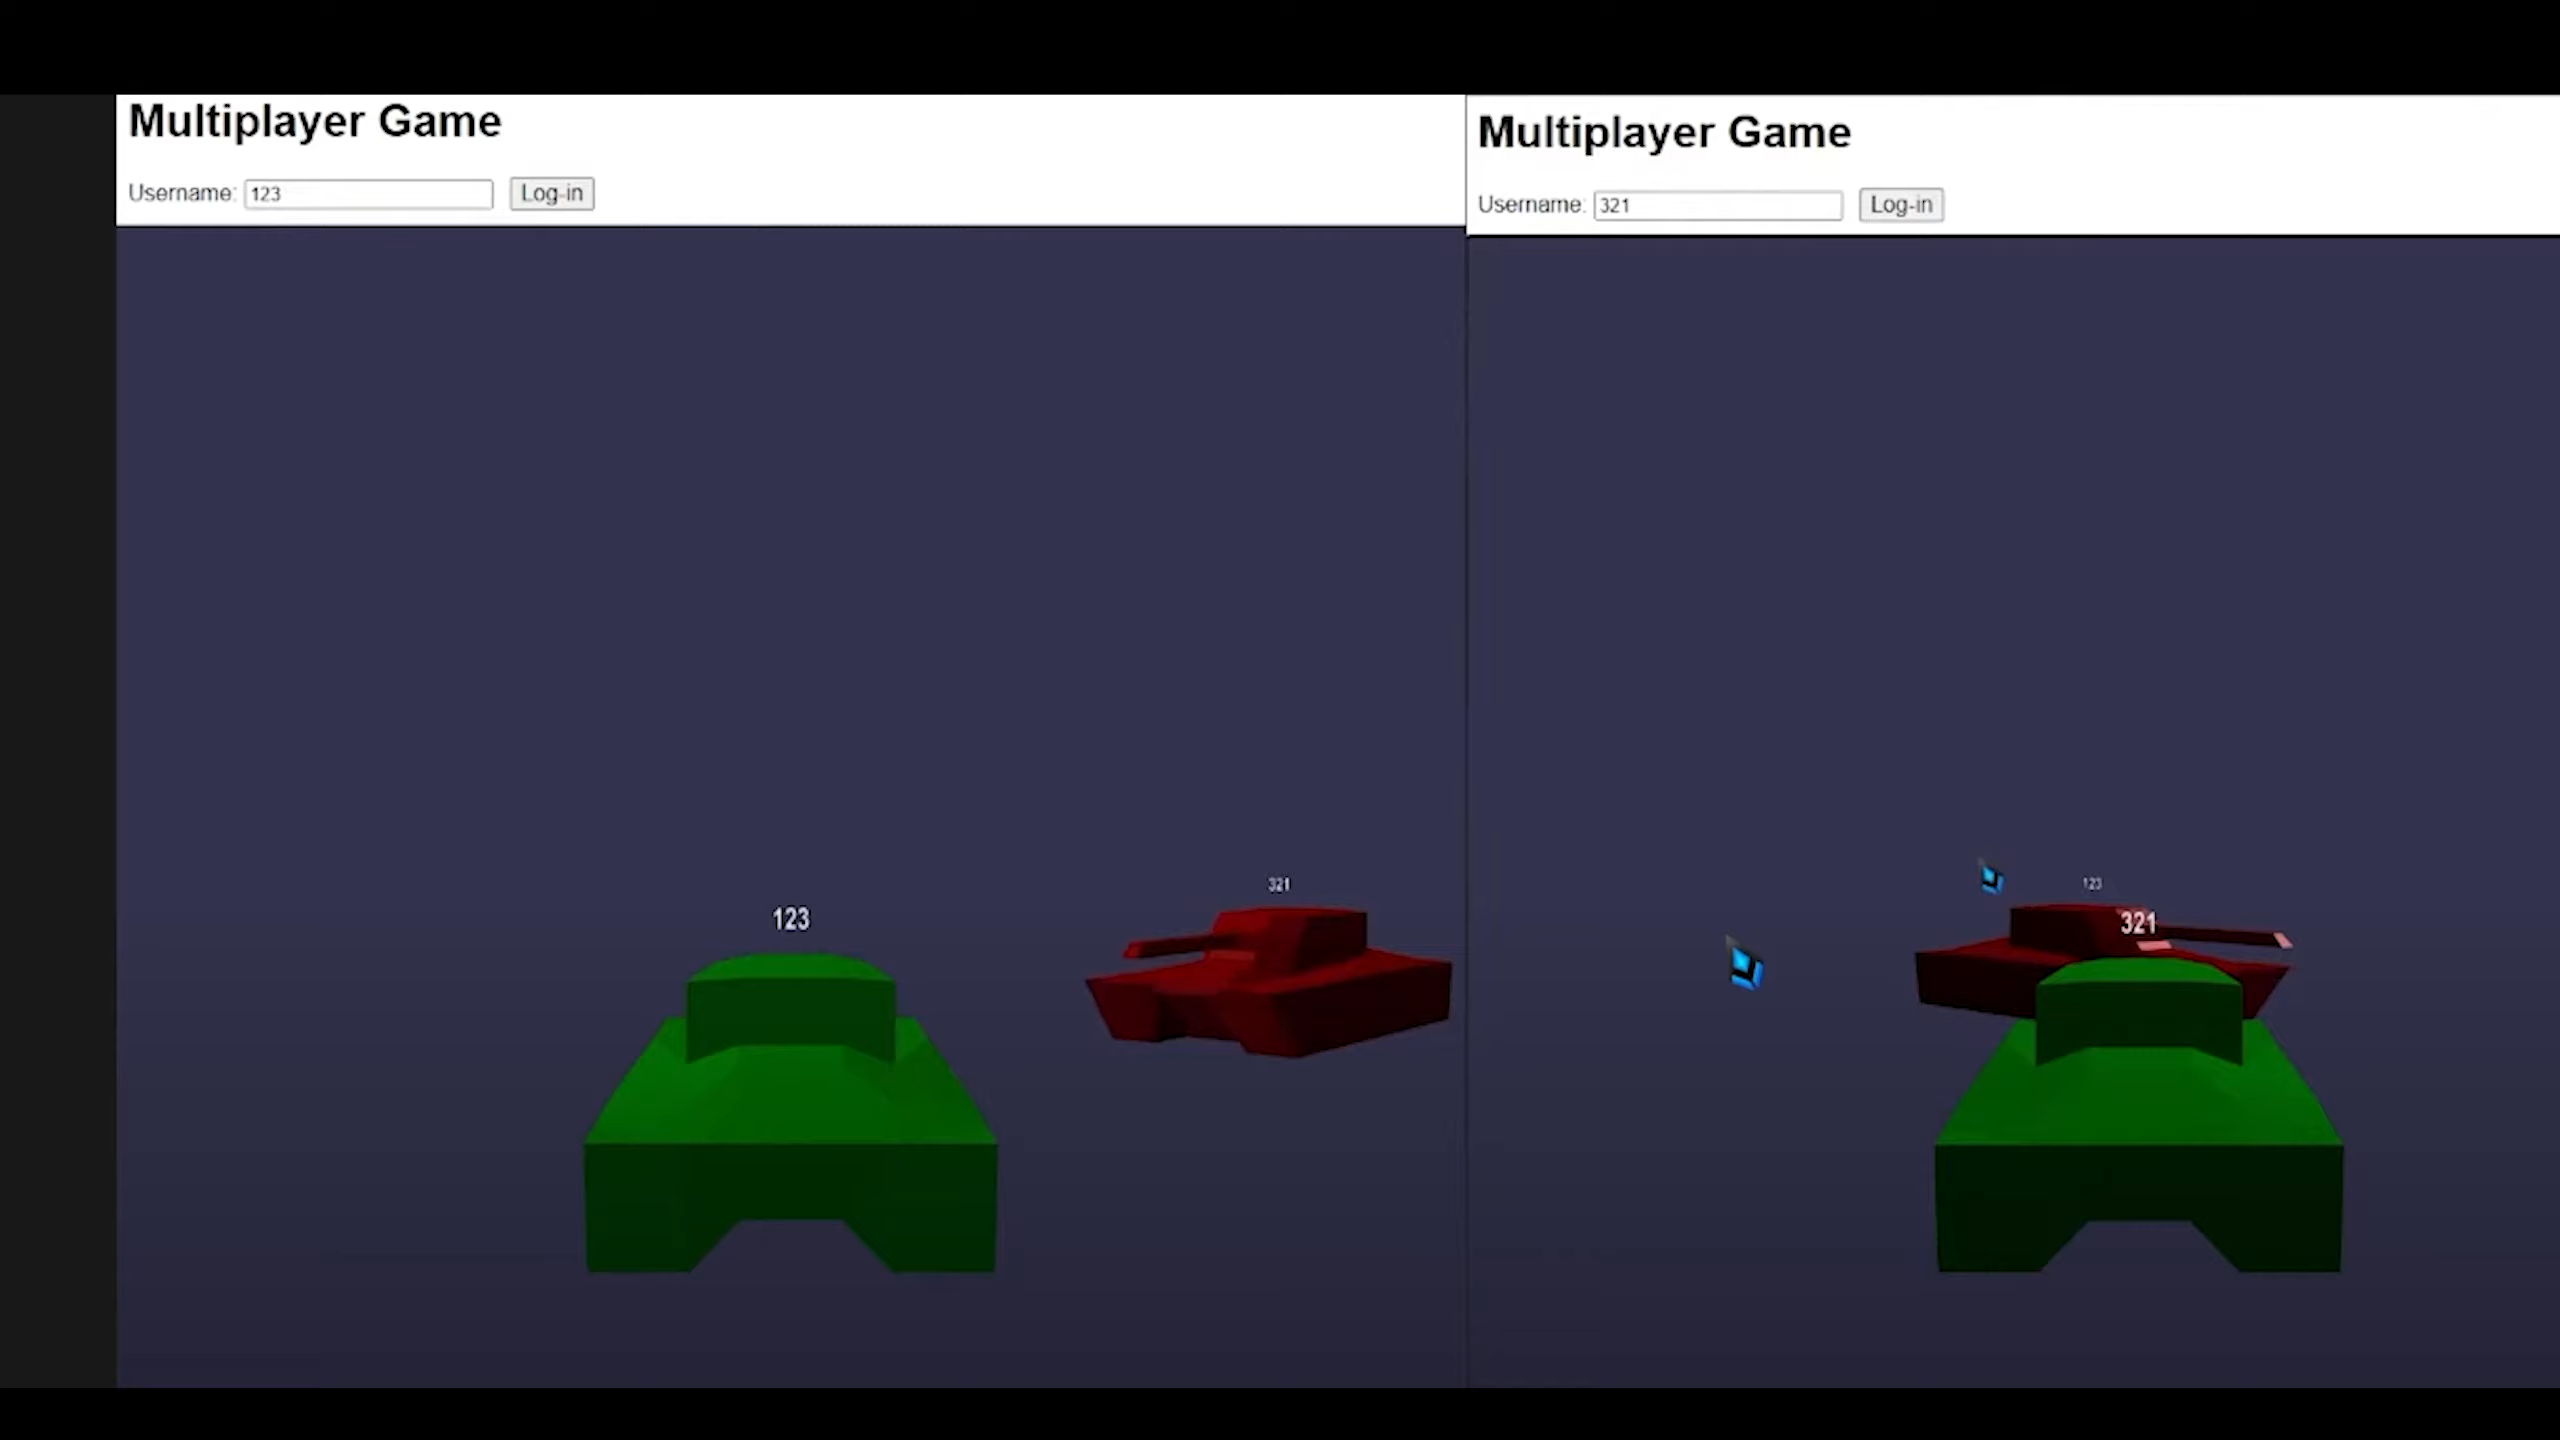 Multiplayer Game
Username: 123 Log-in
321
123
Multiplayer Game
Username: 321 Log-in
123
321